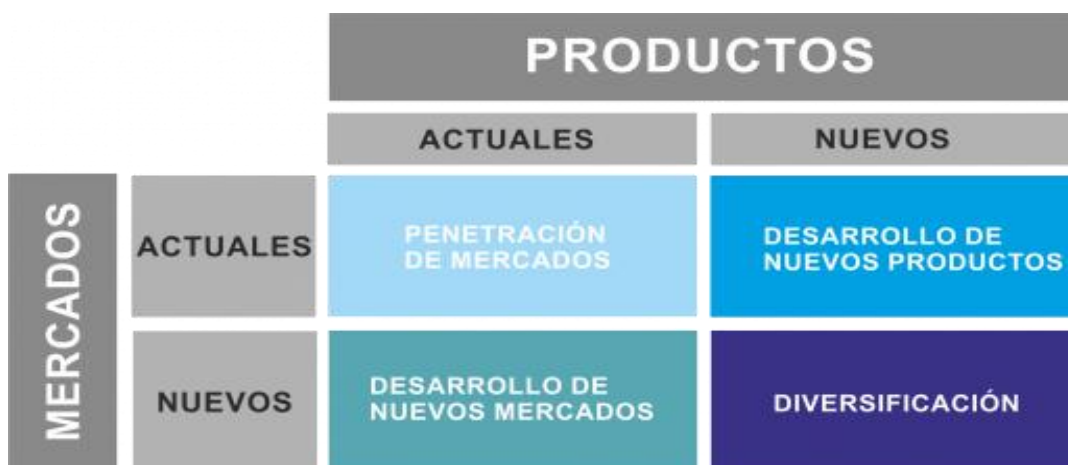 PRODUCTOS
ACTUALES
NUEVOS
MERCADOS
ACTUALES
PENETRACIÓN
DE MERCADOS
DESARROLLO DE
NUEVOS PRODUCTOS
NUEVOS
DESARROLLO DE
NUEVOS MERCADOS
DIVERSIFICACIÓN